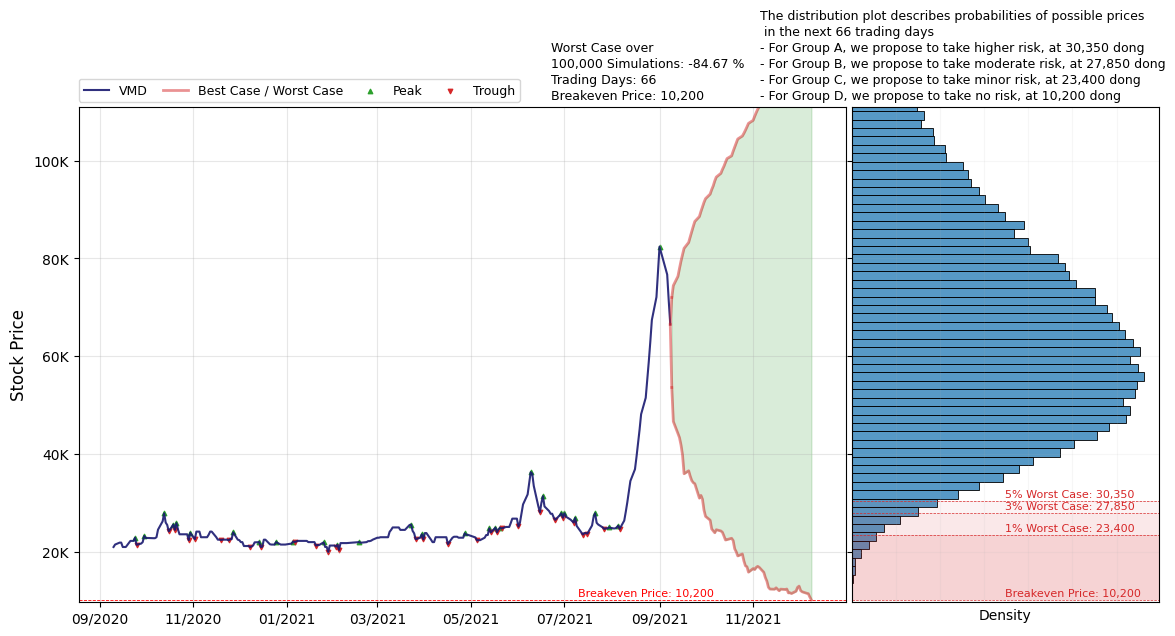 The distribution plot describes probabilities of possible prices
in the next 66 trading days
- For Group A, we propose to take higher risk, at 30,350 dong
- For Group B, we propose to take moderate risk, at 27,850 dong
- For Group C, we propose to take minor risk, at 23,400 dong
- For Group D, we propose to take no risk, at 10,200 dong
Worst Case over
100,000 Simulations: -84.67 %
Trading Days: 66
Breakeven Price: 10,200
VMD
Best Case / Worst Case
Peak
Trough
Stock Price
100K
80K
60K
40K
20K
Breakeven Price: 10,200
09/2020
11/2020
01/2021
03/2021
05/2021
07/2021
09/2021
11/2021
5% Worst Case: 30,350
3% Worst Case: 27,850
1% Worst Case: 23,400
Breakeven Price: 10,200
Density